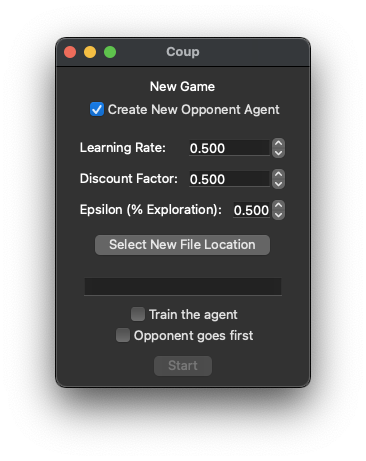 Coup
New Game
Create New Opponent Agent
Learning Rate: 0.500
Discount Factor: 0.500
Epsilon (% Exploration): 0.500
Select New File Location
Train the agent
Opponent goes first
Start